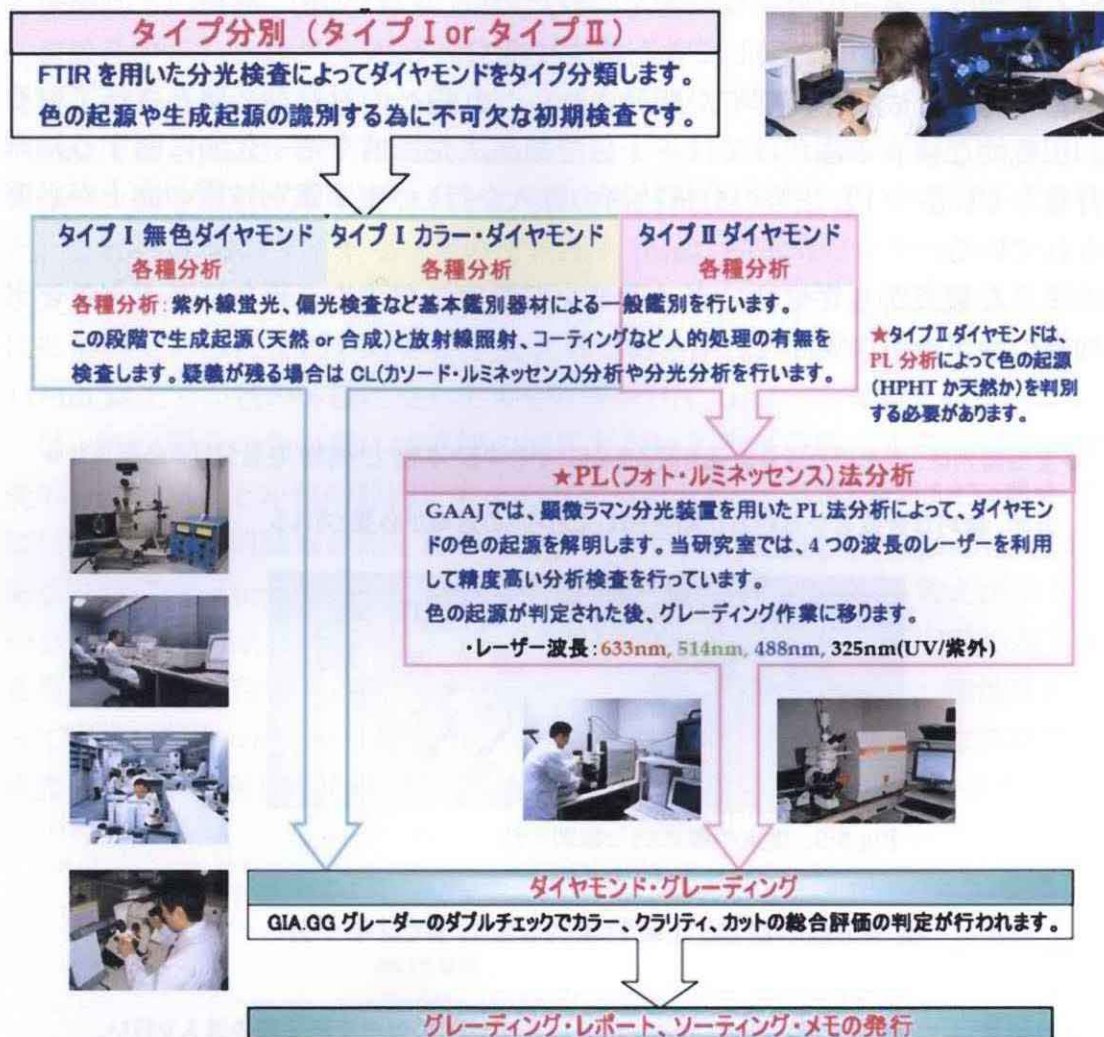 タイプ分別（タイプⅠor タイプⅡ）
FTIR を用いた分光検査によってダイヤモンドをタイプ分類します。
色の起源や生成起源の識別する為に不可欠な初期検査です。
タイプⅠ無色ダイヤモンド
各種分析
タイプⅠカラー・ダイヤモンド
各種分析
タイプⅡダイヤモンド
各種分析
各種分析：紫外線蛍光、偏光検査など基本鑑別器材による一般鑑別を行います。
この段階で生成起源(天然 or 合成)と放射線照射、コーティングなど人的処理の有無を
検査します。疑義が残る場合は CL(カソード・ルミネッセンス)分析や分光分析を行います。
★タイプⅡダイヤモンドは、
PL 分析によって色の起源
(HPHT か天然か)を判別
する必要があります。
★PL(フォト・ルミネッセンス)法分析
GAAJ では、顕微ラマン分光装置を用いた PL 法分析によって、ダイヤモン
ドの色の起源を解明します。当研究室では、4 つの波長のレーザーを利用
して精度高い分析検査を行っています。
色の起源が判定された後、グレーディング作業に移ります。
・レーザー波長：633nm, 514nm, 488nm, 325nm(UV/紫外)
ダイヤモンド・グレーディング
GIA.GG グレーダーのダブルチェックでカラー、クラリティ、カットの総合評価の判定が行われます。
グレーディング・レポート、ソーティング・メモの発行